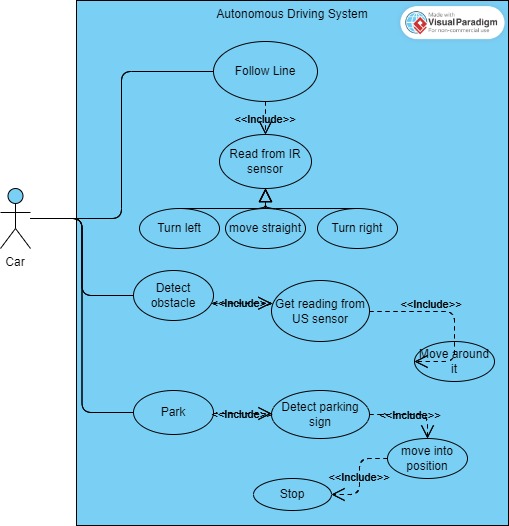 Autonomous Driving System
Made with
VisualParadigm
For non-commercial use
Follow Line
<<Include>>
Read from IR
sensor
Turn left
move straight
Turn right
Car
Detect
obstacle
<<Include>>
Get reading from
US sensor
<<Include>>
Move around
it
Park
<<Include>>
Detect parking
sign
<<Include>>
move into
position
<<Include>>
Stop